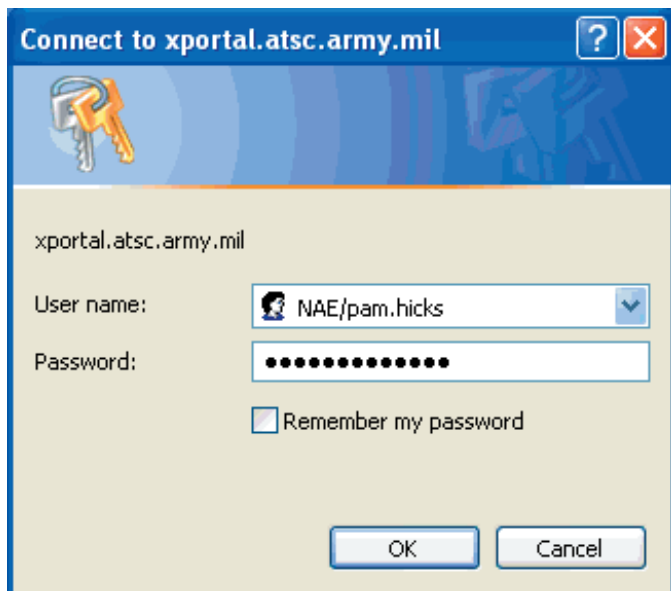 Connect to xportal.atsc.army.mil
xportal.atsc.army.mil
User name: NAE/pam.hicks
Password: •••••••••••••
Remember my password
OK Cancel